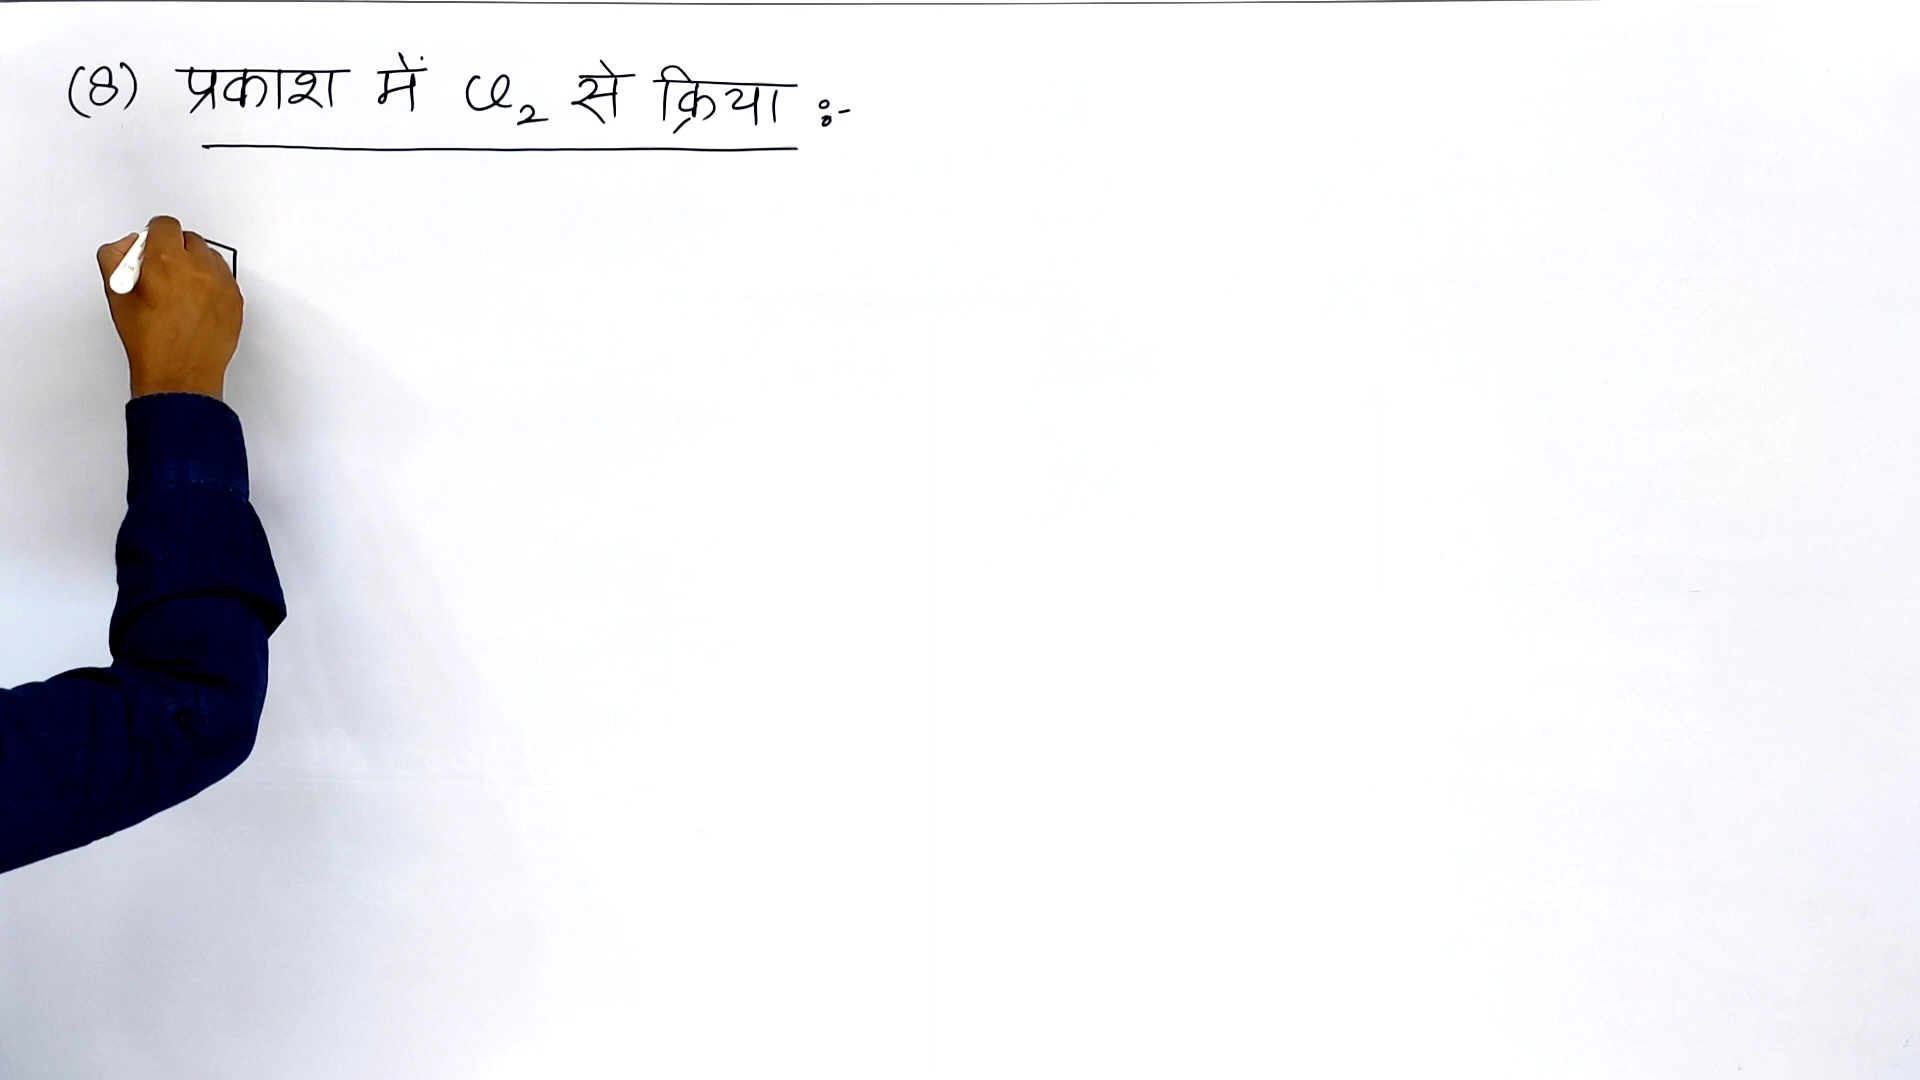 (8) प्रकाश में Cl₂ से क्रिया :-